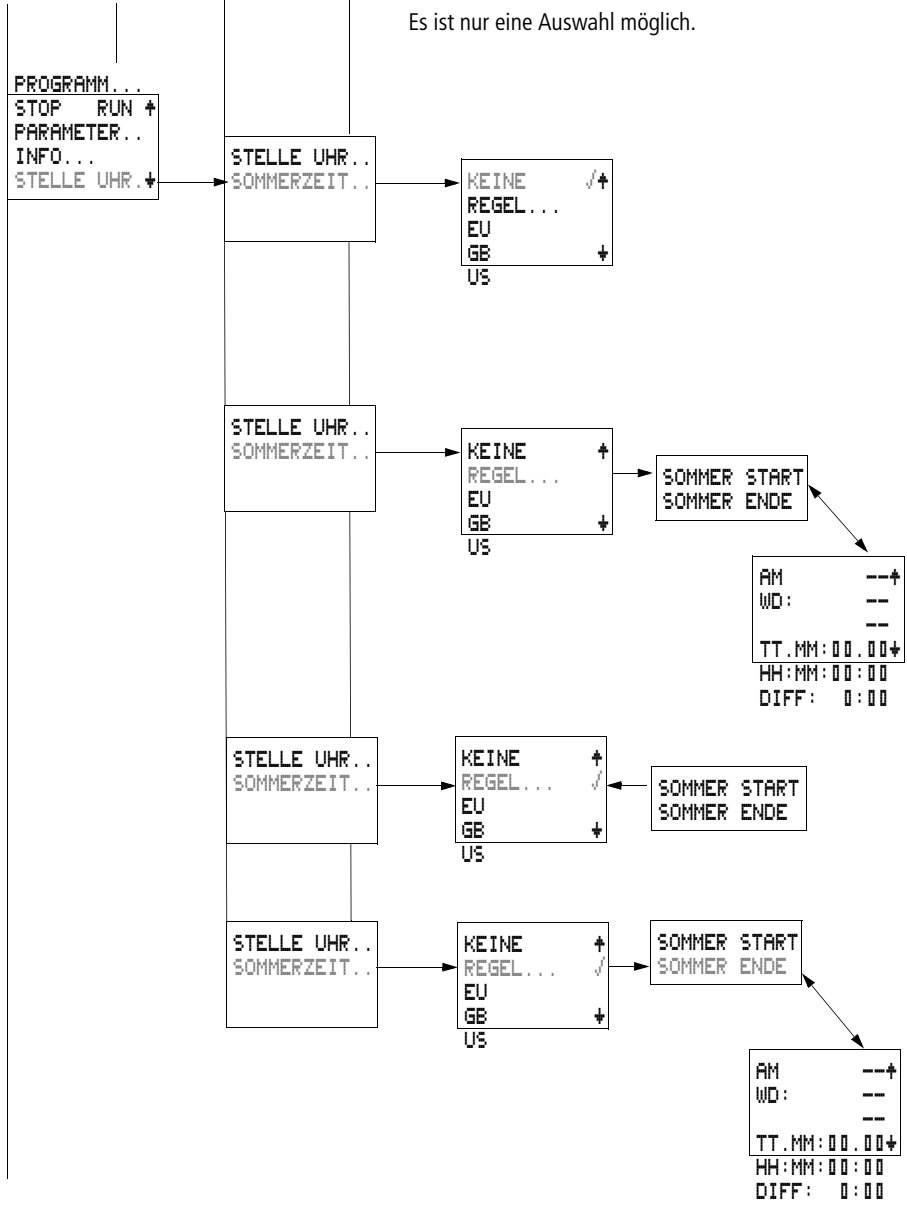 Es ist nur eine Auswahl möglich.
PROGRAMM...
STOP RUN
PARAMETER..
INFO...
STELLE UHR.
STELLE UHR..
SOMMERZEIT..
KEINE √
REGEL...
EU
GB
US
STELLE UHR..
SOMMERZEIT..
KEINE
REGEL...
EU
GB
US
SOMMER START
SOMMER ENDE
AM --
WD: --
--
TT.MM:00.00
HH:MM:00:00
DIFF: 0:00
STELLE UHR..
SOMMERZEIT..
KEINE
REGEL... √
EU
GB
US
SOMMER START
SOMMER ENDE
STELLE UHR..
SOMMERZEIT..
KEINE
REGEL... √
EU
GB
US
SOMMER START
SOMMER ENDE
AM --
WD: --
--
TT.MM:00.00
HH:MM:00:00
DIFF: 0:00